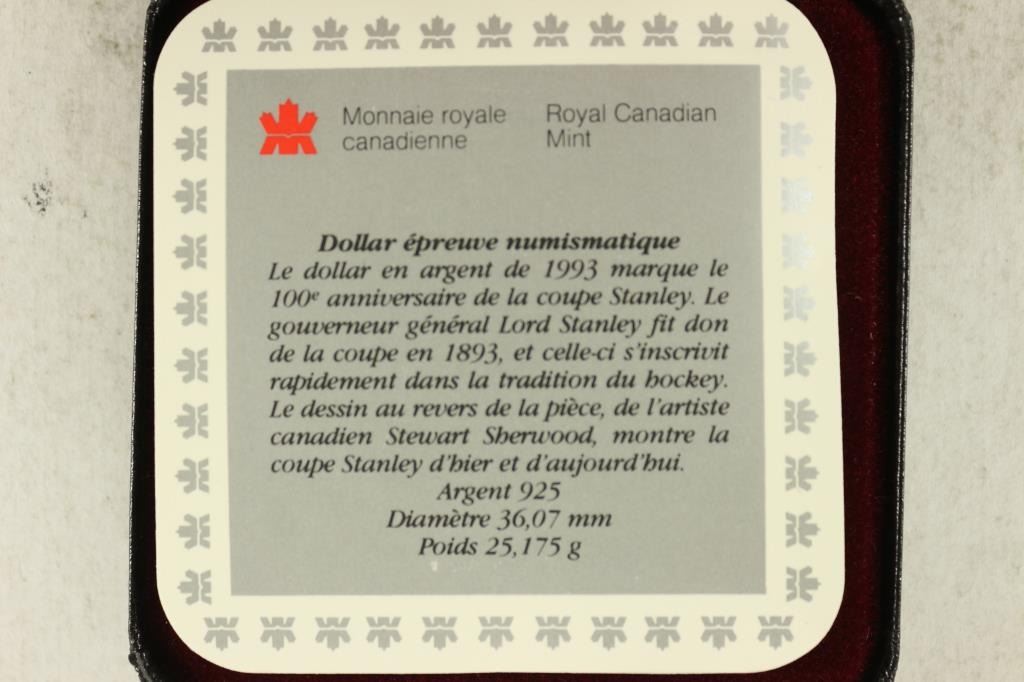 Monnaie royale canadienne
Royal Canadian Mint
Dollar épreuve numismatique
Le dollar en argent de 1993 marque le
100e anniversaire de la coupe Stanley. Le
gouverneur général Lord Stanley fit don
de la coupe en 1893, et celle-ci s'inscrivit
rapidement dans la tradition du hockey.
Le dessin au revers de la pièce, de l'artiste
canadien Stewart Sherwood, montre la
coupe Stanley d'hier et d'aujourd'hui.
Argent 925
Diamètre 36,07 mm
Poids 25,175 g